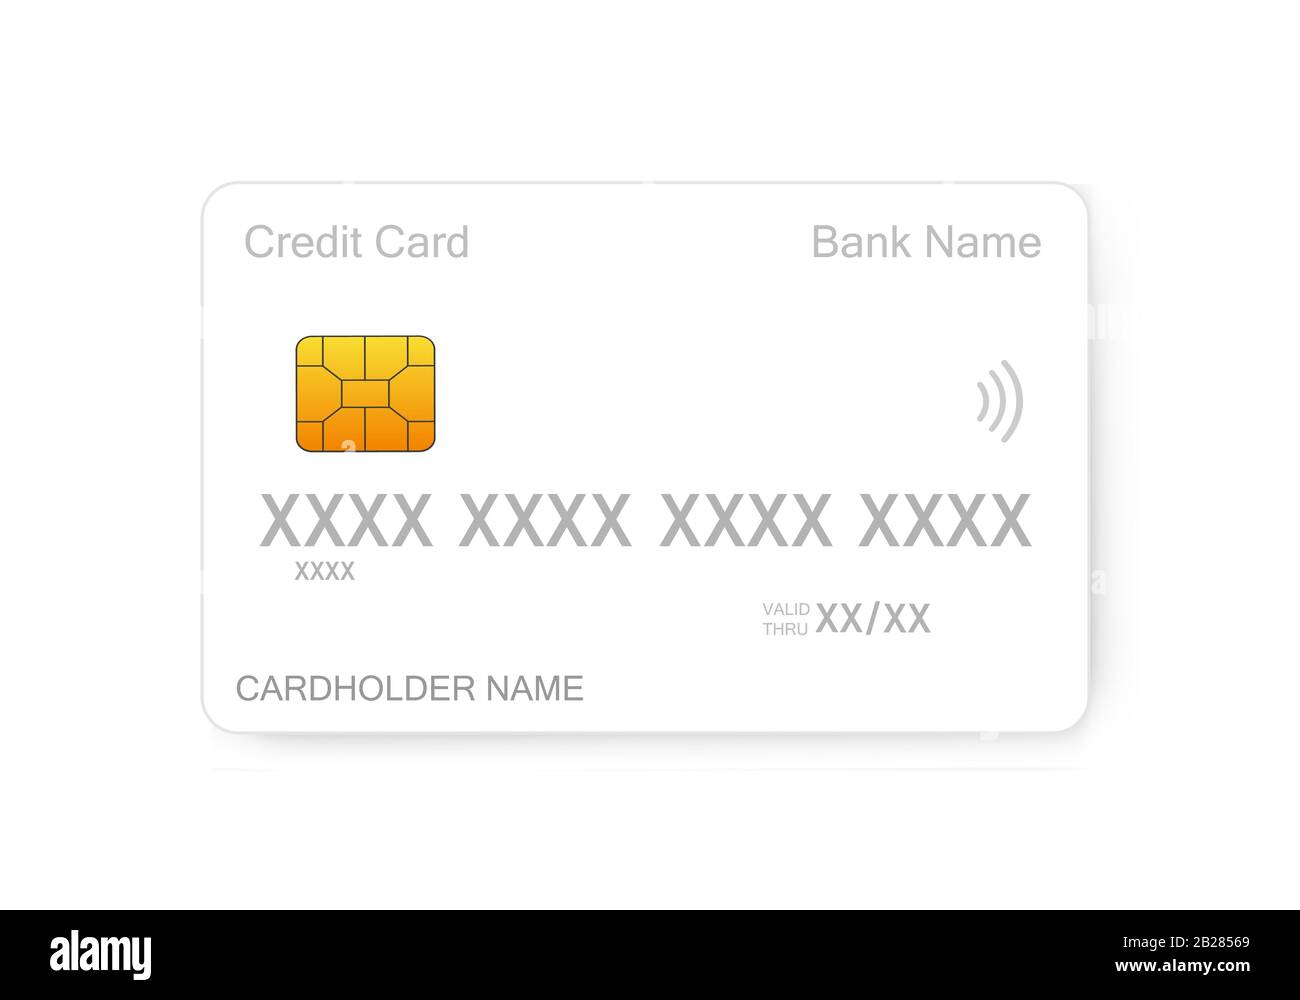 Credit Card Bank Name
XXXX XXXX XXXX XXXX
XXXX
VALID THRU XX/XX
CARDHOLDER NAME
alamy
Image ID: 2B28569
www.alamy.com